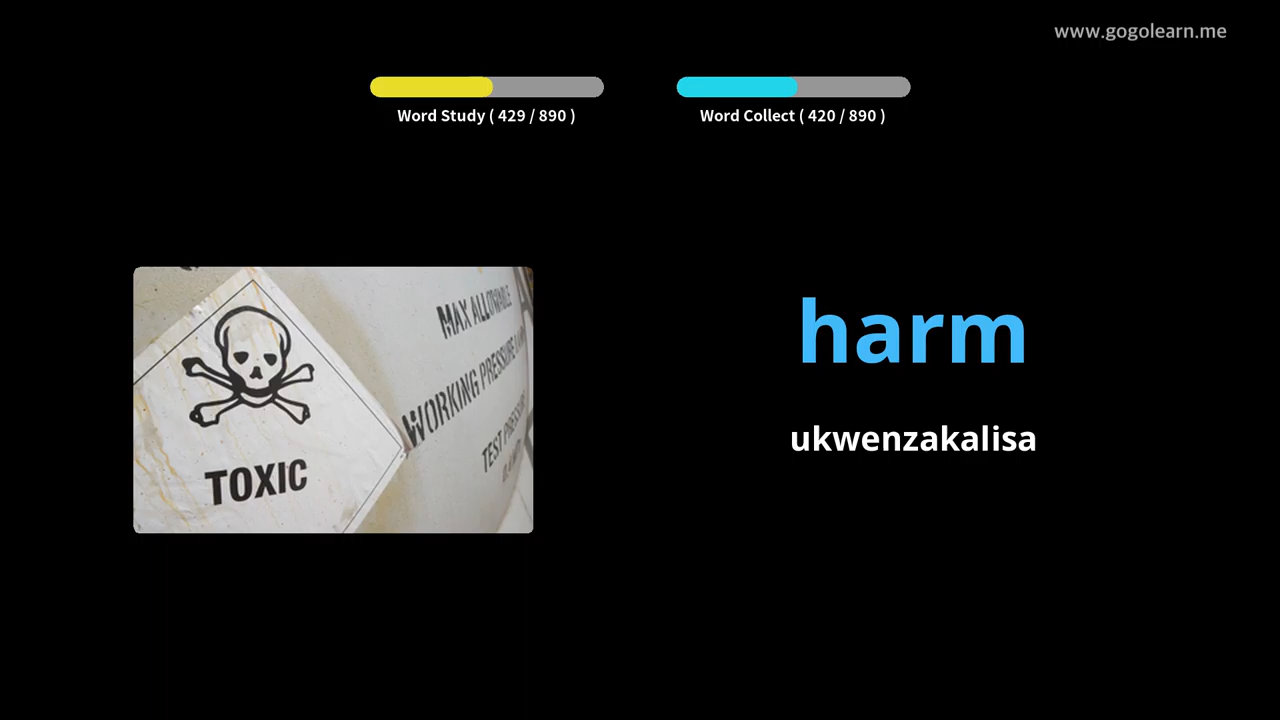 www.gogolearn.me
Word Study ( 429 / 890 )
Word Collect ( 420 / 890 )
MAX ALLOWABLE
WORKING PRESSURE
TEST PRESSURE
TOXIC
harm
ukwenzakalisa